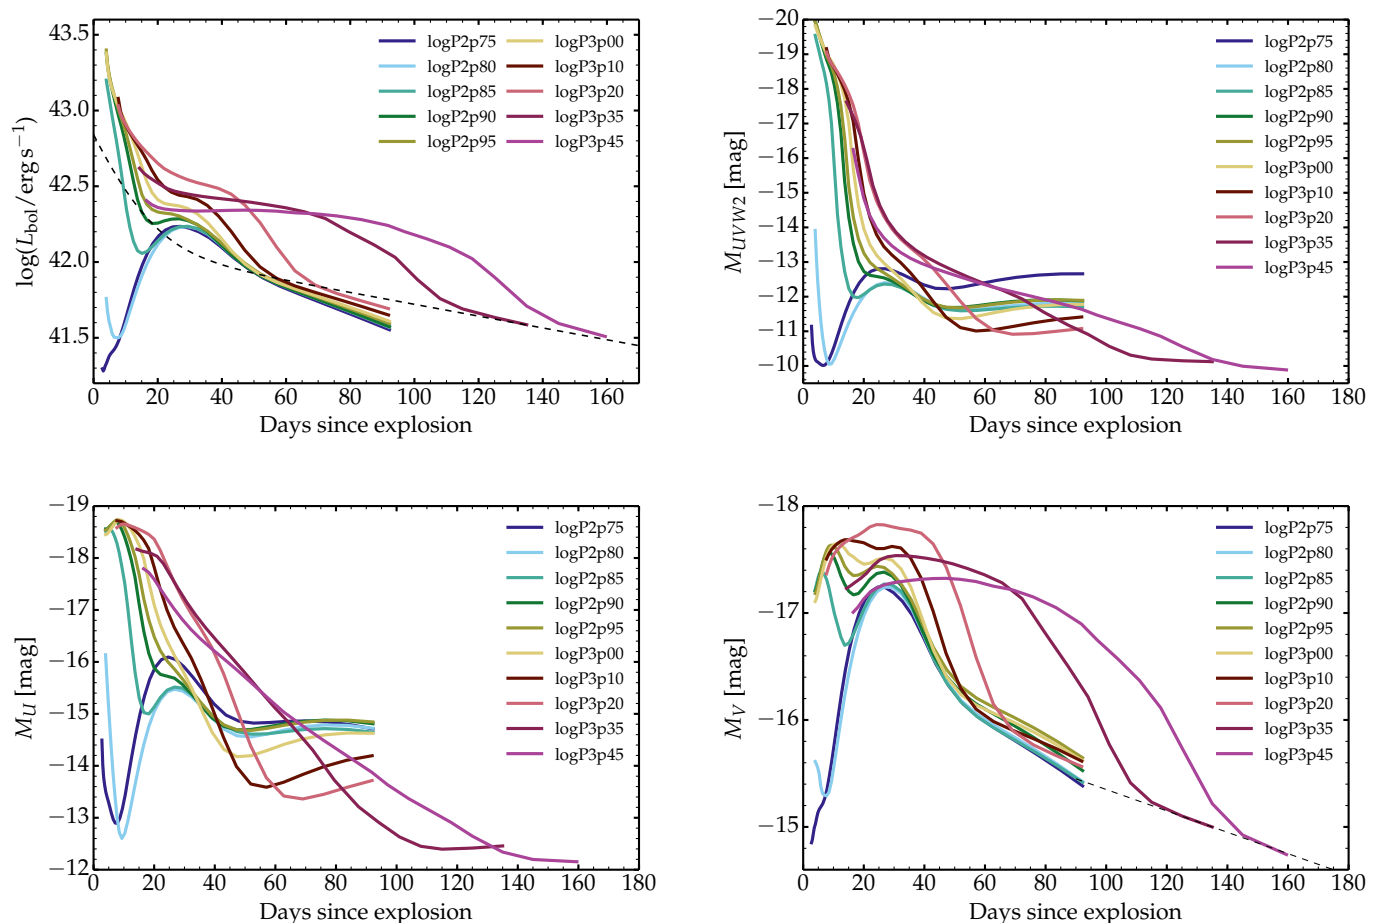 43.5
43.0
42.5
42.0
41.5
log(L_bol/ erg s⁻¹)
logP2p75
logP2p80
logP2p85
logP2p90
logP2p95
logP3p00
logP3p10
logP3p20
logP3p35
logP3p45
0 20 40 60 80 100 120 140 160
Days since explosion
−20
−19
−18
−17
−16
−15
−14
−13
−12
−11
−10
M_UVW2 [mag]
logP2p75
logP2p80
logP2p85
logP2p90
logP2p95
logP3p00
logP3p10
logP3p20
logP3p35
logP3p45
0 20 40 60 80 100 120 140 160 180
Days since explosion
−19
−18
−17
−16
−15
−14
−13
−12
M_U [mag]
logP2p75
logP2p80
logP2p85
logP2p90
logP2p95
logP3p00
logP3p10
logP3p20
logP3p35
logP3p45
0 20 40 60 80 100 120 140 160 180
Days since explosion
−18
−17
−16
−15
M_V [mag]
logP2p75
logP2p80
logP2p85
logP2p90
logP2p95
logP3p00
logP3p10
logP3p20
logP3p35
logP3p45
0 20 40 60 80 100 120 140 160 180
Days since explosion